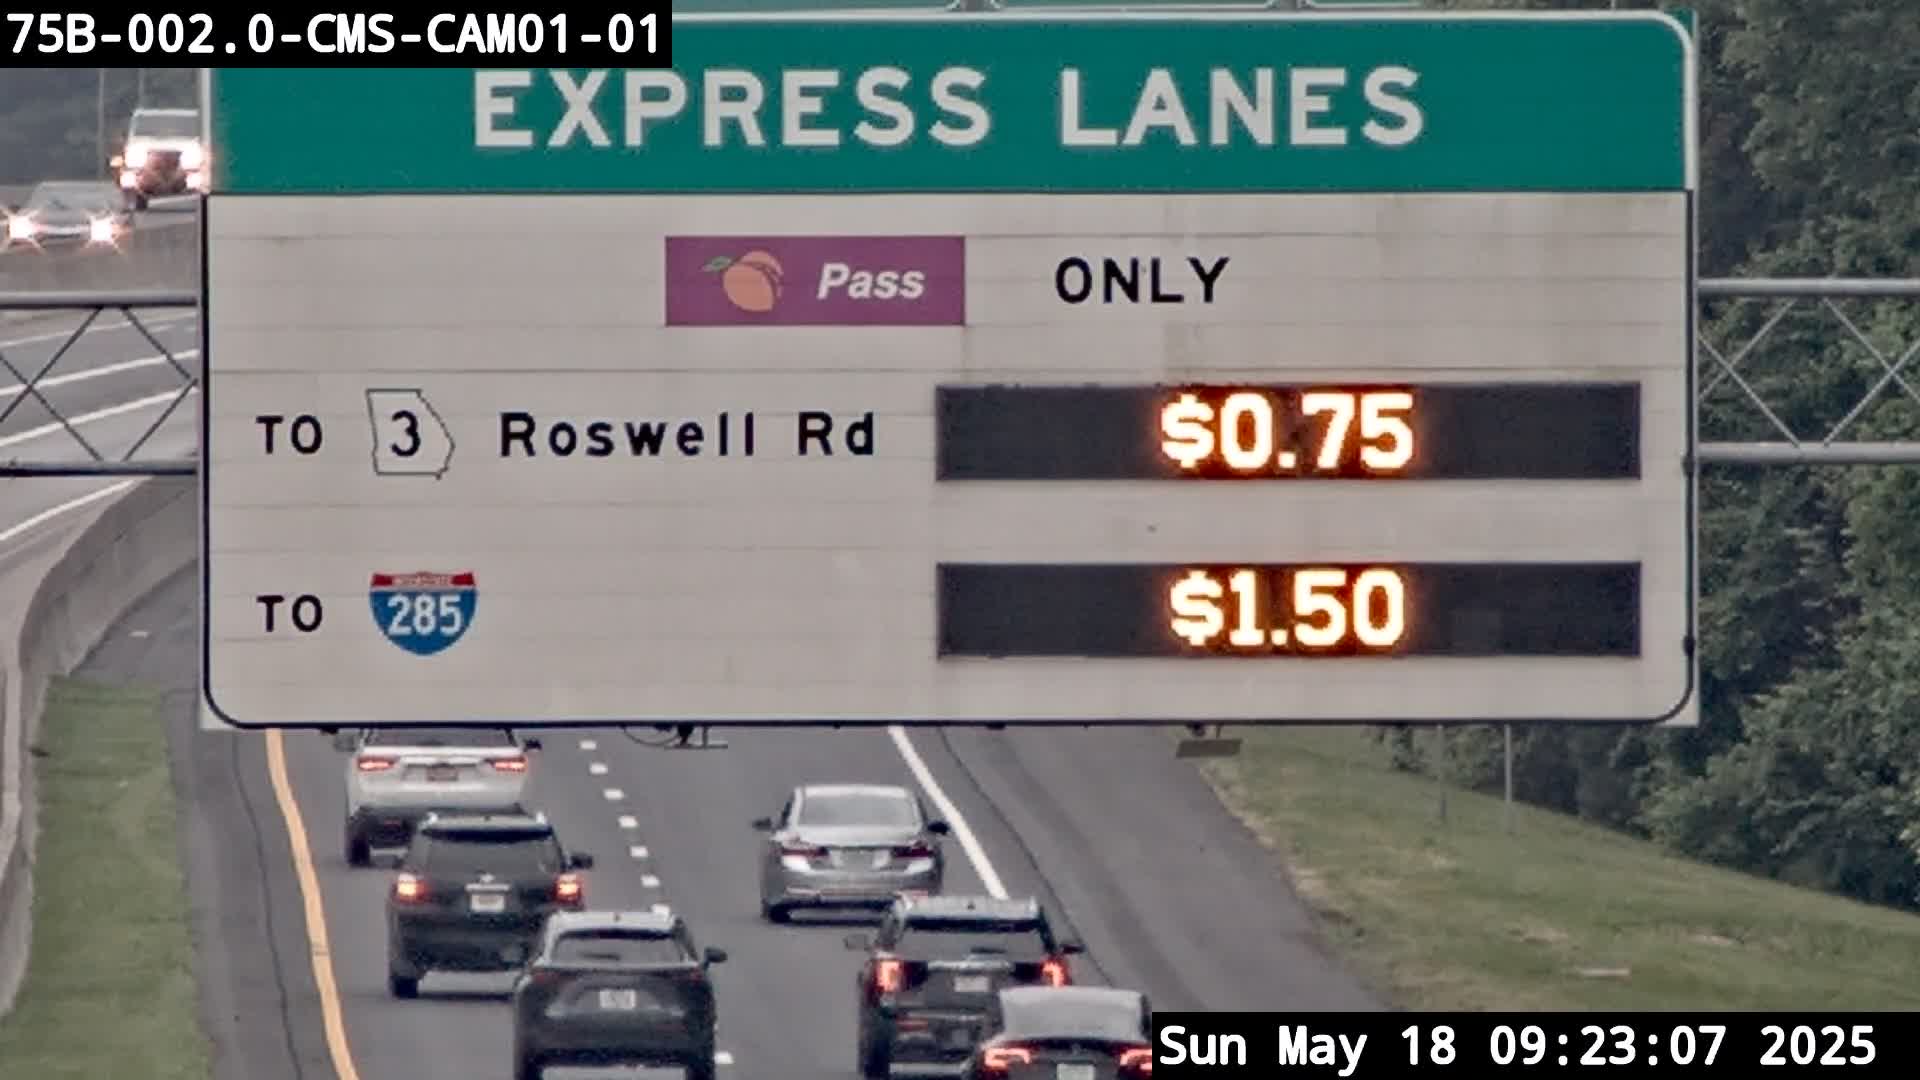 75B-002.0-CMS-CAM01-01
EXPRESS LANES
Pass ONLY
TO 3 Roswell Rd $0.75
TO INTERSTATE 285 $1.50
Sun May 18 09:23:07 2025